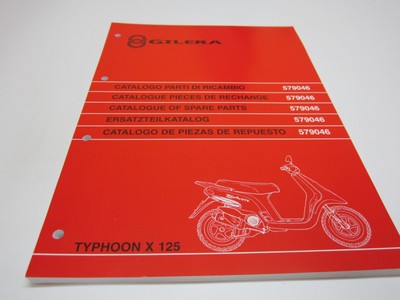 GILERA
CATALOGO PARTI DI RICAMBIO 579046
CATALOGUE PIECES DE RECHARGE 579046
CATALOGUE OF SPARE PARTS 579046
ERSATZTEILKATALOG 579046
CATALOGO DE PIEZAS DE REPUESTO 579046
TYPHOON X 125